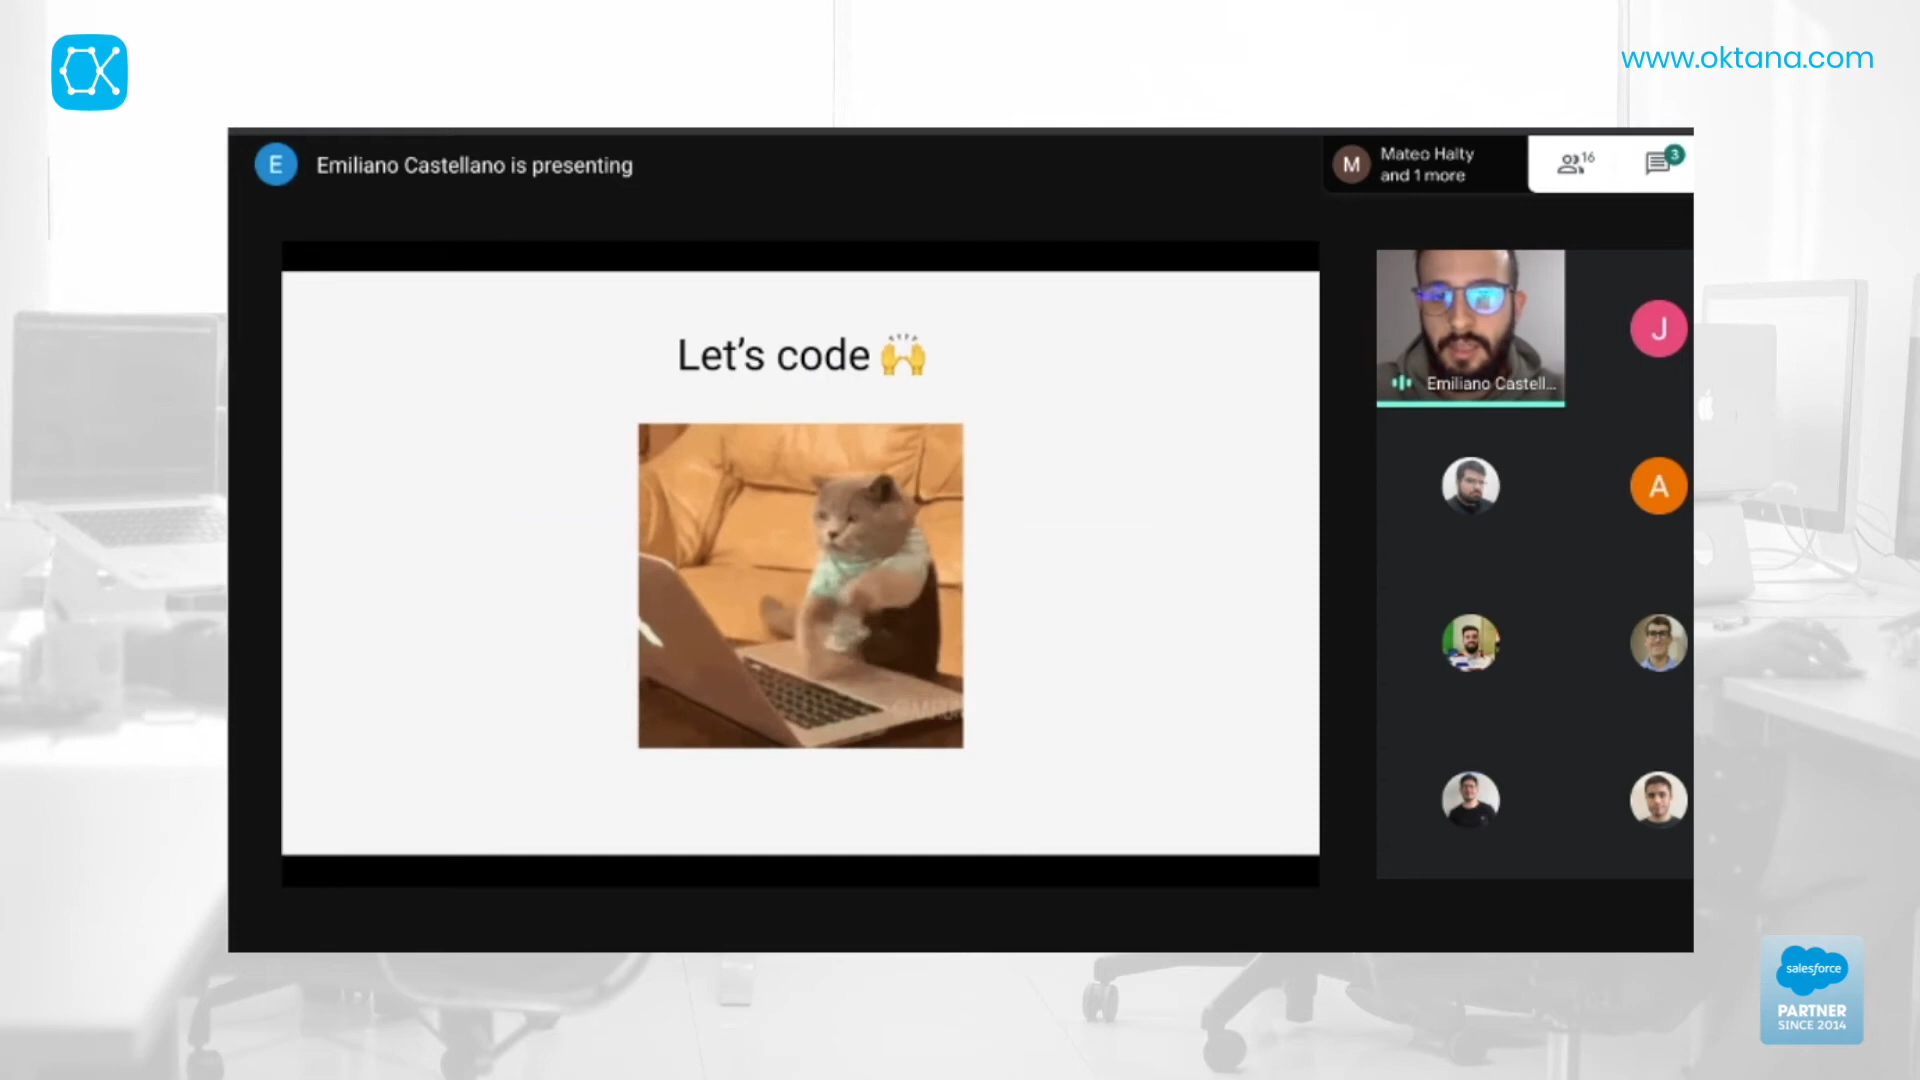 www.oktana.com
E
Emiliano Castellano is presenting
M
Mateo Halty
and 1 more
16
3
Let's code 🙌
Emiliano Castell...
J
A
salesforce
PARTNER
SINCE 2014